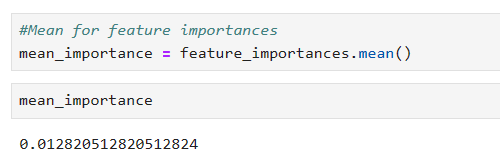 #Mean for feature importances
mean_importance = feature_importances.mean()
mean_importance
0.012820512820512824